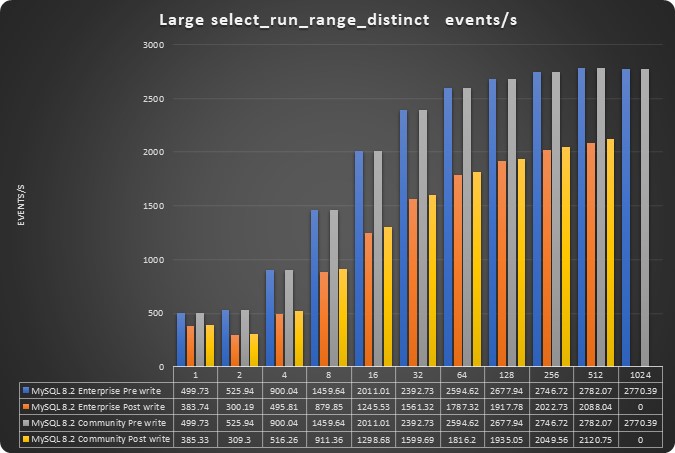 Large select_run_range_distinct events/s
3000
2500
2000
1500
1000
500
0
EVENTS/S
1 2 4 8 16 32 64 128 256 512 1024
MySQL 8.2 Enterprise Pre write 499.73 525.94 900.04 1459.64 2011.01 2392.73 2594.62 2677.94 2746.72 2782.07 2770.39
MySQL 8.2 Enterprise Post write 383.74 300.19 495.81 879.85 1245.53 1561.32 1787.32 1917.78 2022.73 2088.04 0
MySQL 8.2 Community Pre write 499.73 525.94 900.04 1459.64 2011.01 2392.73 2594.62 2677.94 2746.72 2782.07 2770.39
MySQL 8.2 Community Post write 385.33 309.3 516.26 911.36 1298.68 1599.69 1816.2 1935.05 2049.56 2120.75 0